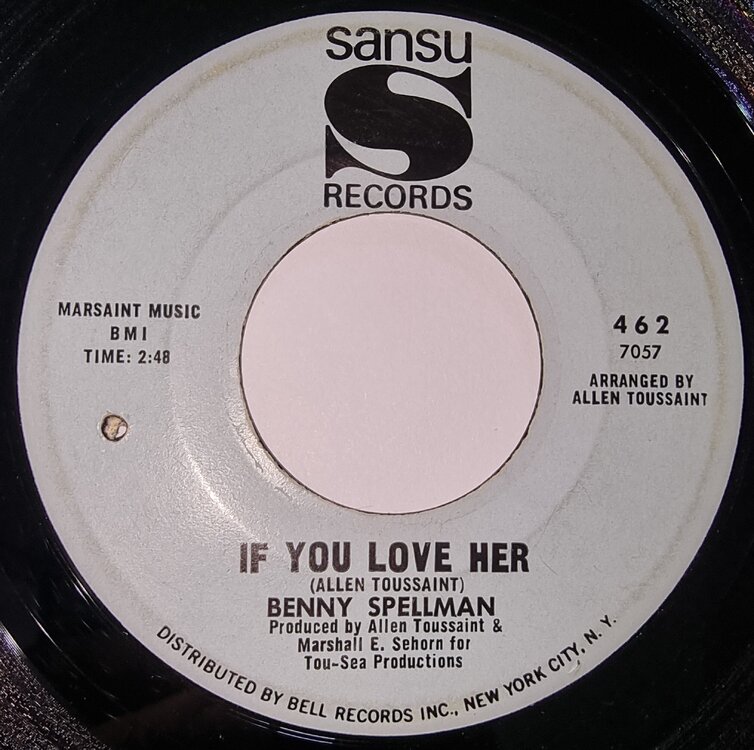 sansu
S
RECORDS
MARSAINT MUSIC
BMI
TIME: 2:48
462
7057
ARRANGED BY
ALLEN TOUSSAINT
IF YOU LOVE HER
(ALLEN TOUSSAINT)
BENNY SPELLMAN
Produced by Allen Toussaint &
Marshall E. Sehorn for
Tou-Sea Productions
DISTRIBUTED BY BELL RECORDS INC., NEW YORK CITY, N. Y.